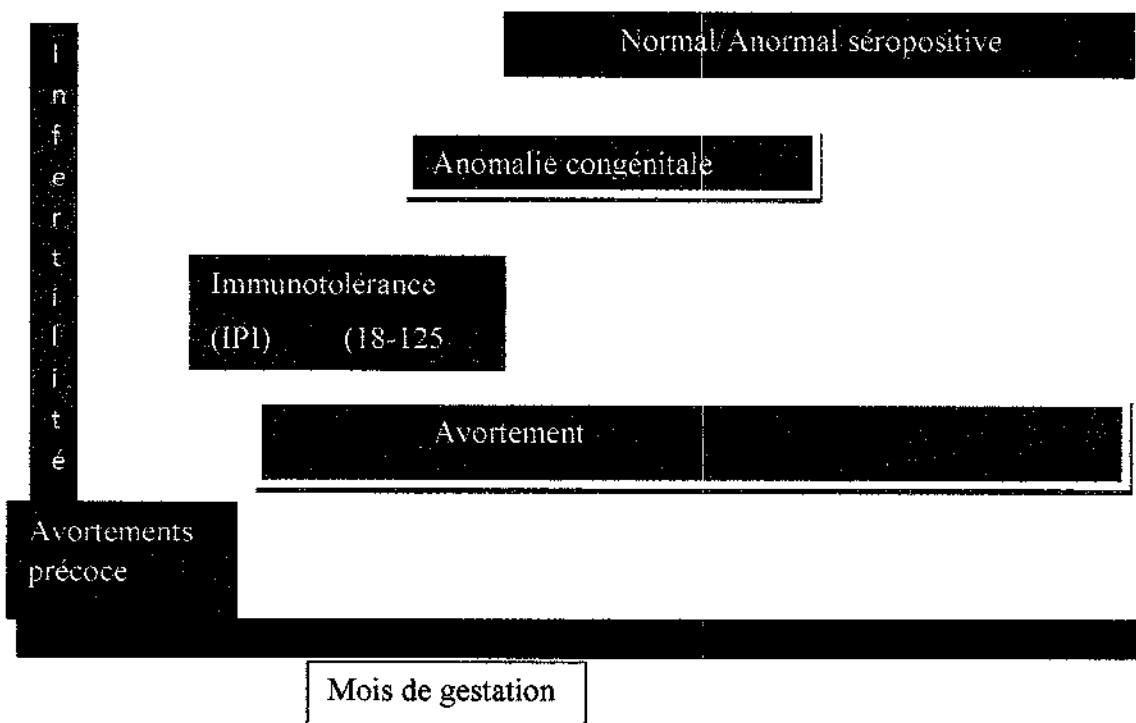 Infertilité
Normal/Anormal séropositive
Anomalie congénitale
Immunotolérance
(IPI) (18-125
Avortement
Avortements
précoce
Mois de gestation